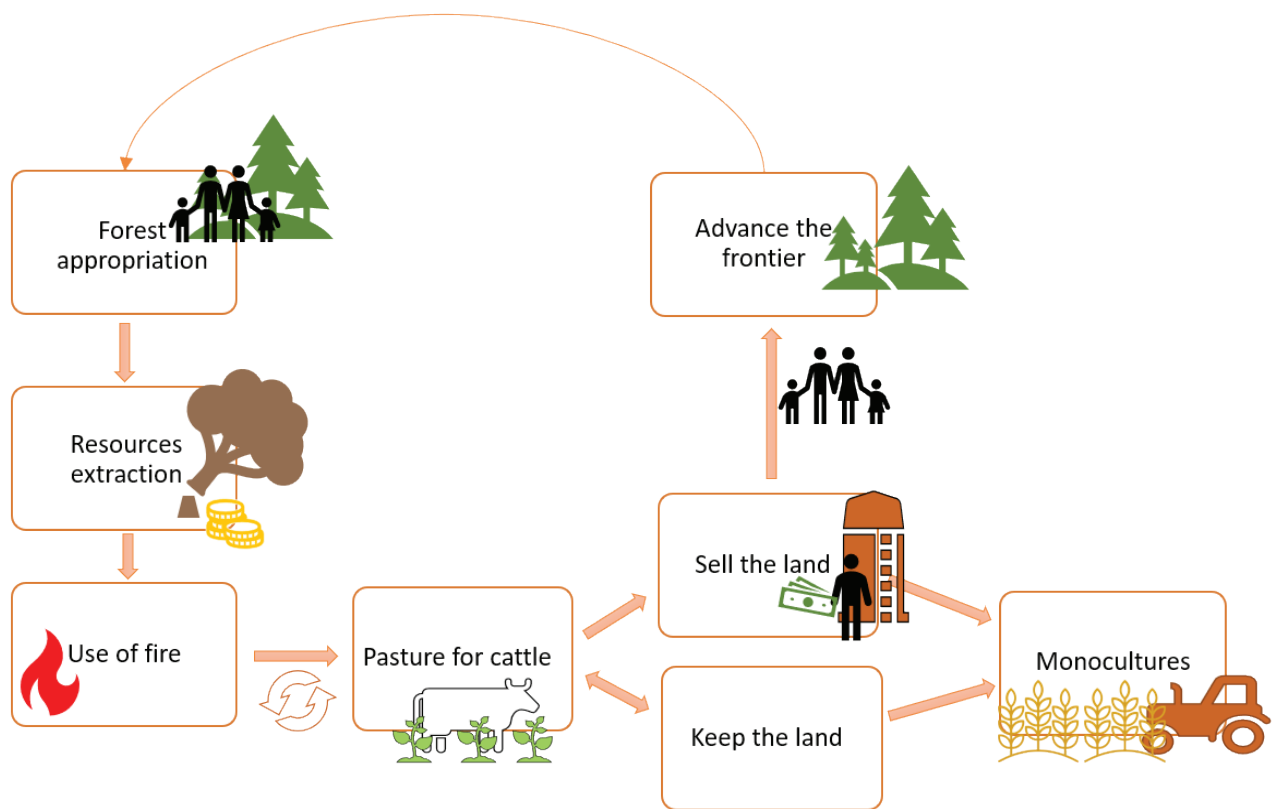 Forest
appropriation
Resources
extraction
Use of fire
Pasture for cattle
Advance the
frontier
Sell the land
Keep the land
Monocultures